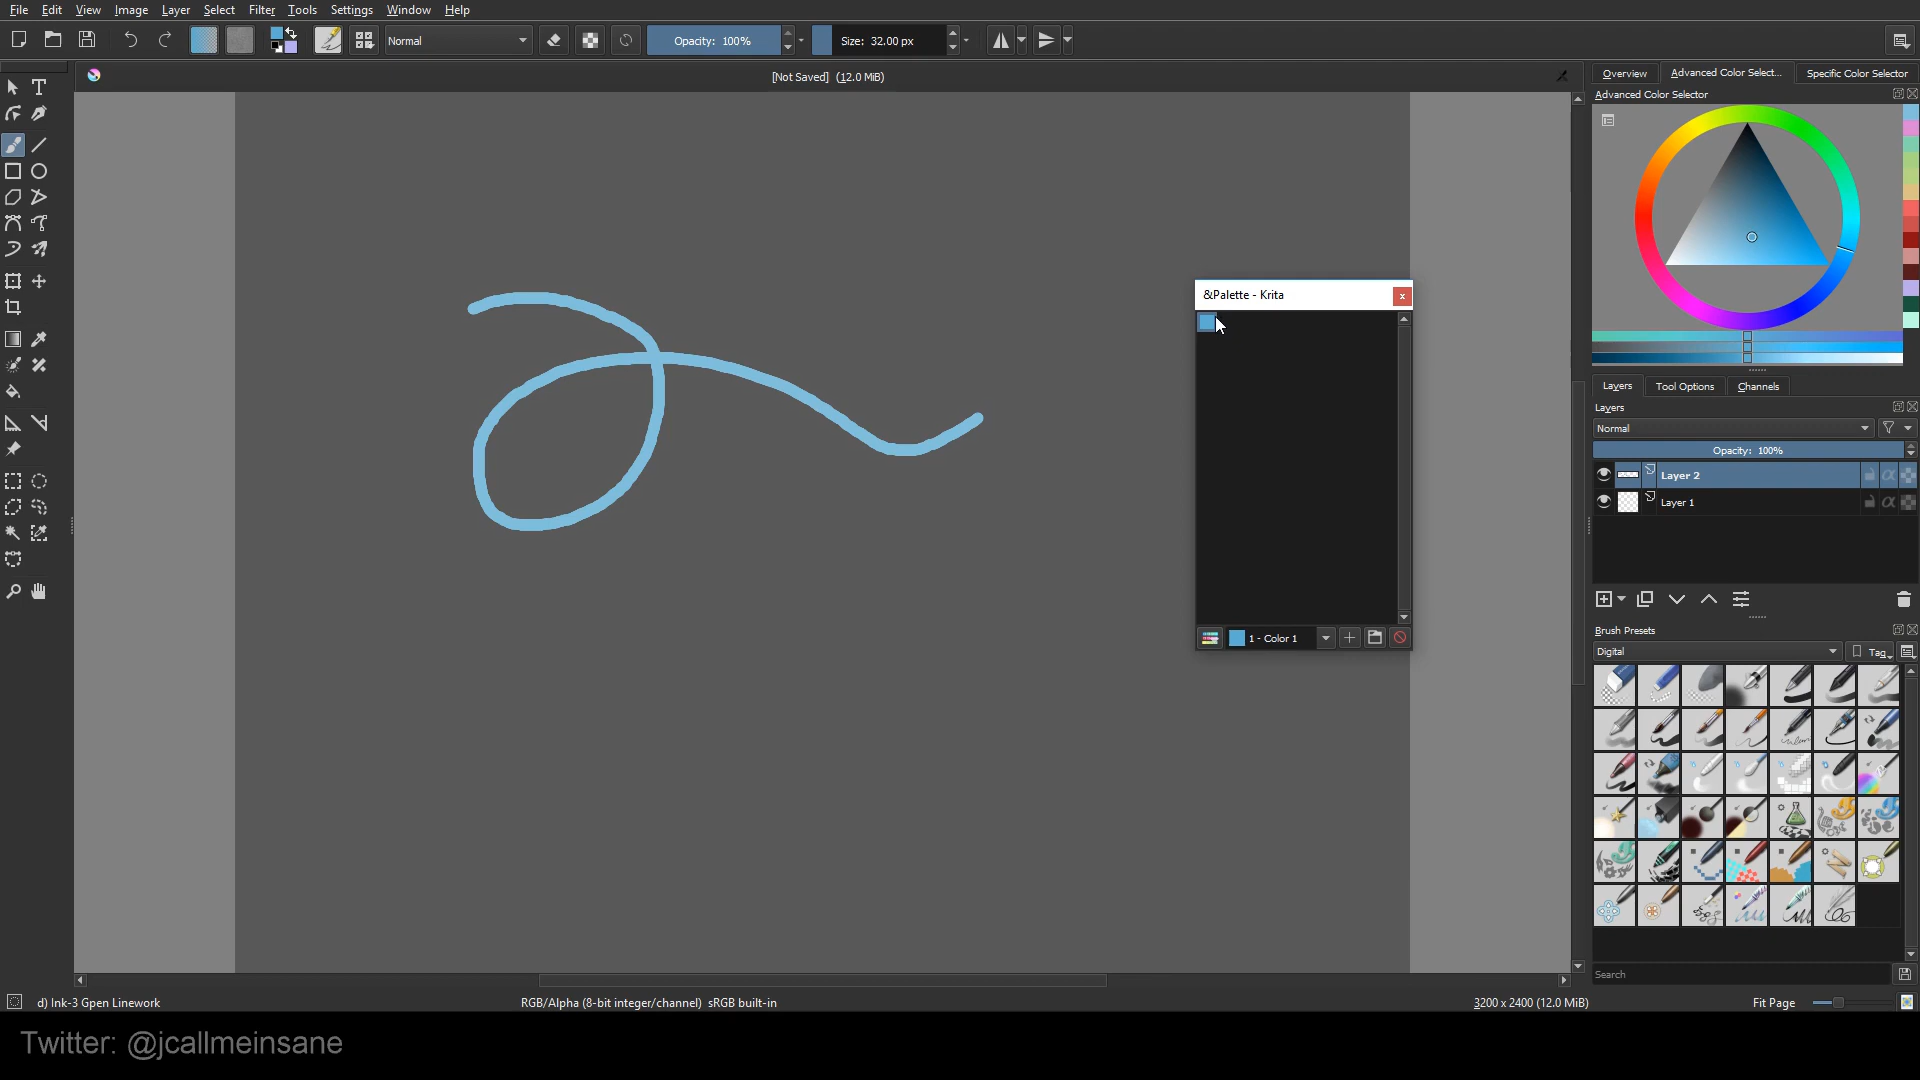 File Edit View Image Layer Select Filter Tools Settings Window Help
Normal Opacity: 100% Size: 32.00 px
[Not Saved] (12.0 MiB)
Overview Advanced Color Select... Specific Color Selector
Advanced Color Selector
&Palette - Krita
1 - Color 1
Layers Tool Options Channels
Layers
Normal
Opacity: 100%
Layer 2
Layer 1
Brush Presets
Digital Tag
Search
d) Ink-3 Gpen Linework RGB/Alpha (8-bit integer/channel) sRGB built-in 3200 x 2400 (12.0 MiB) Fit Page
Twitter: @jcallmeinsane